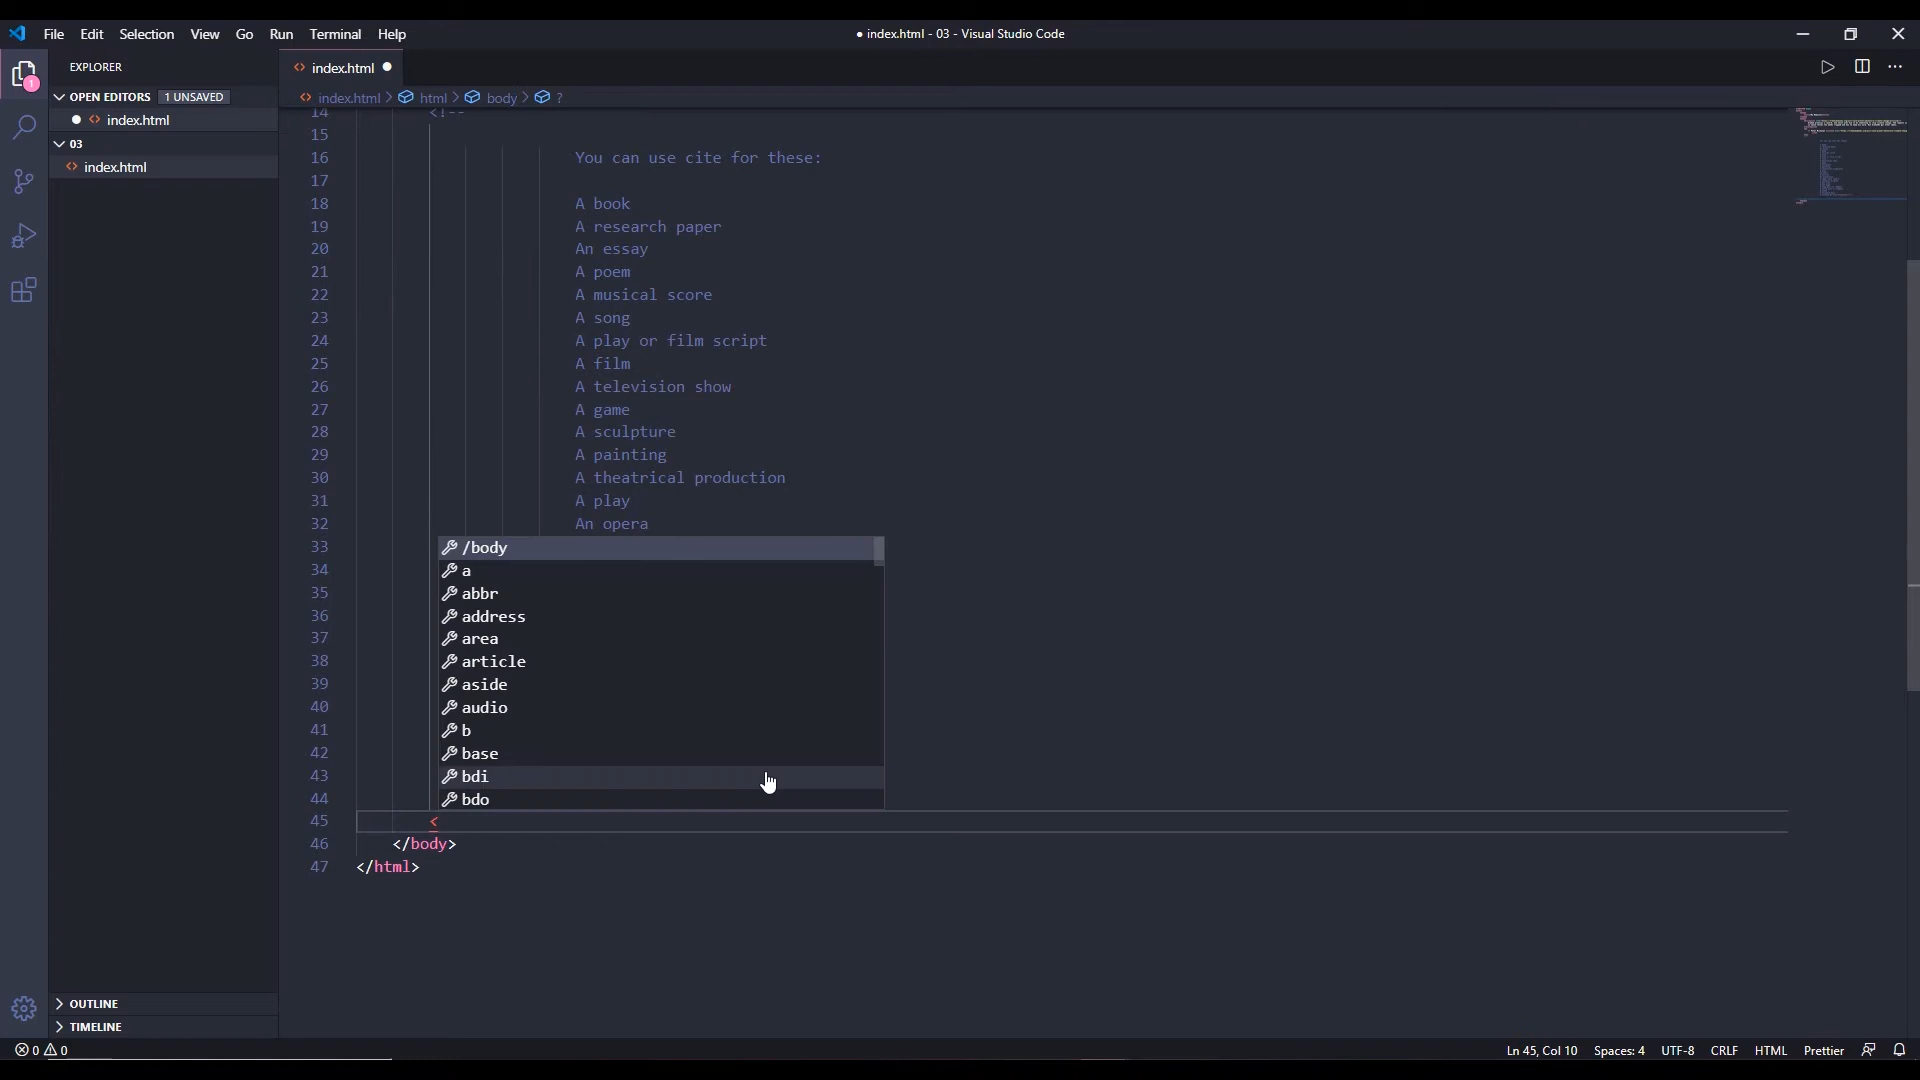 File Edit Selection View Go Run Terminal Help
● index.html - 03 - Visual Studio Code
EXPLORER
OPEN EDITORS 1 UNSAVED
index.html
03
index.html
1
index.html
index.html > html > body > ?
14 <!--
15
16 You can use cite for these:
17
18 A book
19 A research paper
20 An essay
21 A poem
22 A musical score
23 A song
24 A play or film script
25 A film
26 A television show
27 A game
28 A sculpture
29 A painting
30 A theatrical production
31 A play
32 An opera
33 /body
34 a
35 abbr
36 address
37 area
38 article
39 aside
40 audio
41 b
42 base
43 bdi
44 bdo
45 <
46 </body>
47 </html>
OUTLINE
TIMELINE
0 0
Ln 45, Col 10 Spaces: 4 UTF-8 CRLF HTML Prettier